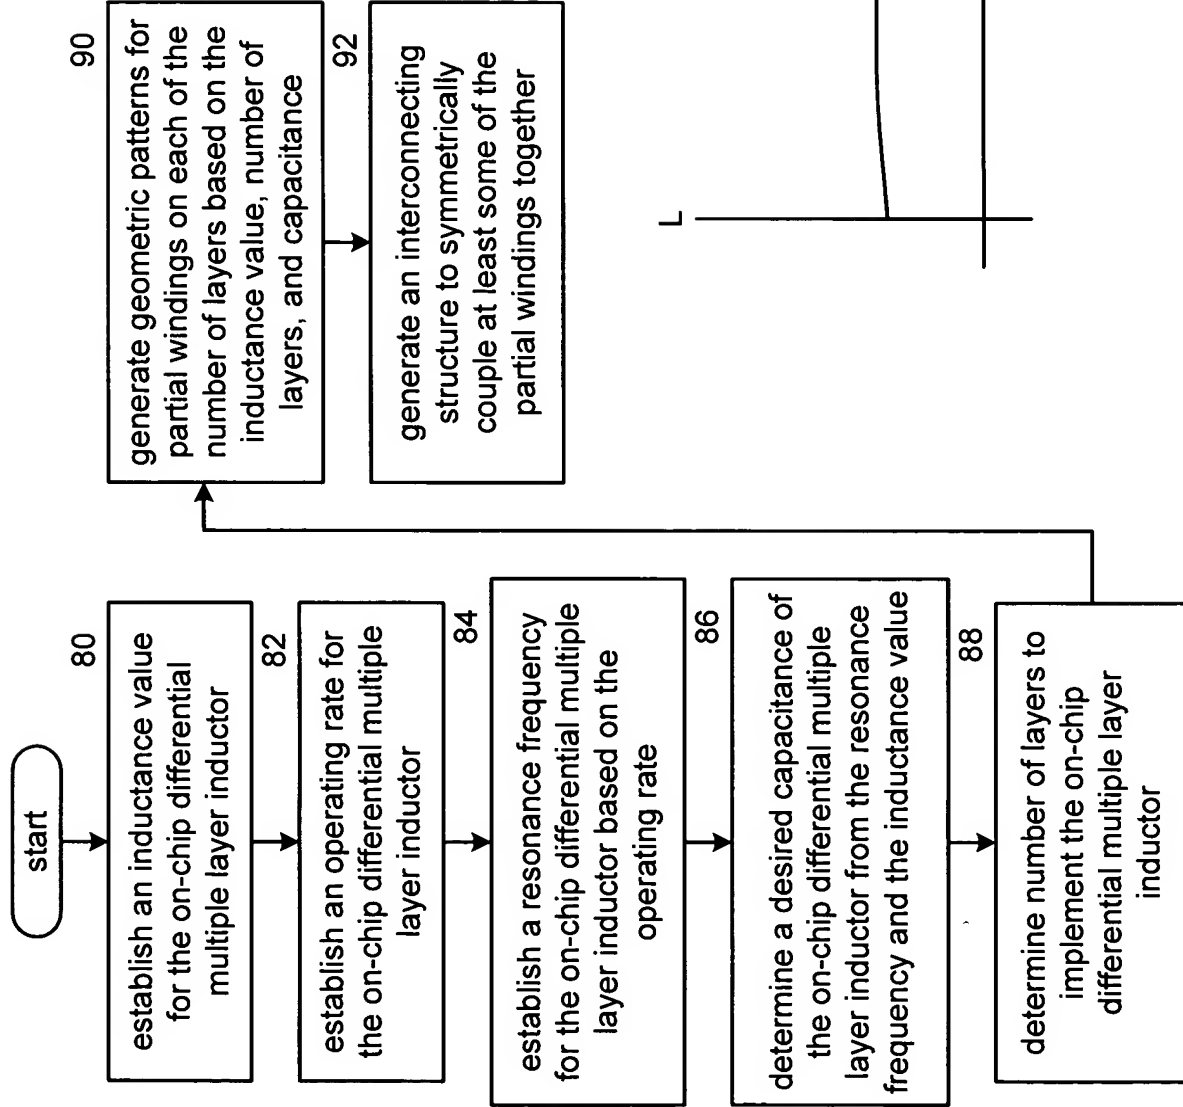 start
80
establish an inductance value
for the on-chip differential
multiple layer inductor
82
establish an operating rate for
the on-chip differential multiple
layer inductor
84
establish a resonance frequency
for the on-chip differential multiple
layer inductor based on the
operating rate
86
determine a desired capacitance of
the on-chip differential multiple
layer inductor from the resonance
frequency and the inductance value
88
determine number of layers to
implement the on-chip
differential multiple layer
inductor
90
generate geometric patterns for
partial windings on each of the
number of layers based on the
inductance value, number of
layers, and capacitance
92
generate an interconnecting
structure to symmetrically
couple at least some of the
partial windings together
L